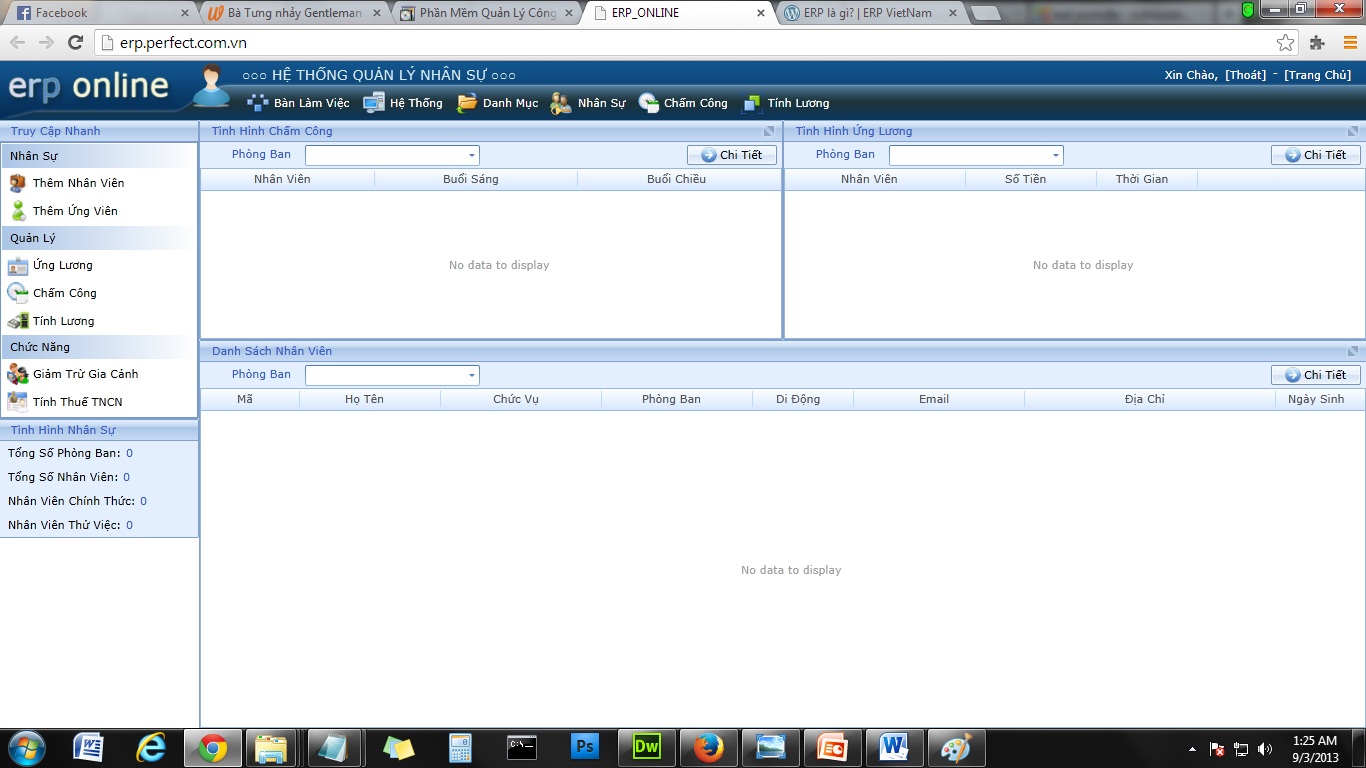 Facebook
Bà Tưng nhảy Gentleman
Phần Mềm Quản Lý Công
ERP_ONLINE
ERP là gì? | ERP VietNam
erp.perfect.com.vn
erp online
○○○ HỆ THỐNG QUẢN LÝ NHÂN SỰ ○○○
Xin Chào, [Thoát] - [Trang Chủ]
Bàn Làm Việc
Hệ Thống
Danh Mục
Nhân Sự
Chấm Công
Tính Lương
Truy Cập Nhanh
Nhân Sự
Thêm Nhân Viên
Thêm Ứng Viên
Quản Lý
Ứng Lương
Chấm Công
Tính Lương
Chức Năng
Giảm Trừ Gia Cảnh
Tính Thuế TNCN
Tình Hình Nhân Sự
Tổng Số Phòng Ban: 0
Tổng Số Nhân Viên: 0
Nhân Viên Chính Thức: 0
Nhân Viên Thử Việc: 0
Tình Hình Chấm Công
Phòng Ban
Chi Tiết
Nhân Viên Buổi Sáng Buổi Chiều
No data to display
Tình Hình Ứng Lương
Phòng Ban
Chi Tiết
Nhân Viên Số Tiền Thời Gian
No data to display
Danh Sách Nhân Viên
Phòng Ban
Chi Tiết
Mã Họ Tên Chức Vụ Phòng Ban Di Động Email Địa Chỉ Ngày Sinh
No data to display
Ps
Dw
1:25 AM
9/3/2013